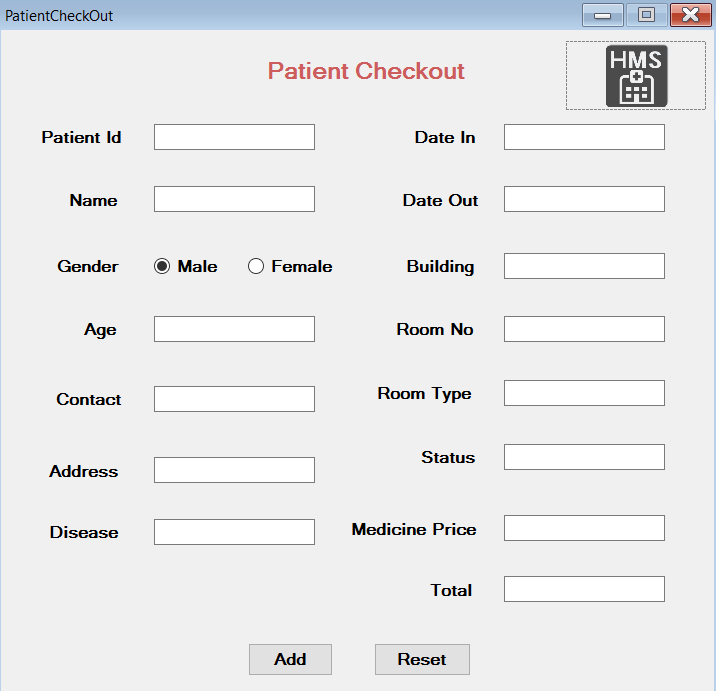 PatientCheckOut
Patient Checkout
HMS
Patient Id
Date In
Name
Date Out
Gender
Male
Female
Building
Age
Room No
Contact
Room Type
Address
Status
Disease
Medicine Price
Total
Add
Reset